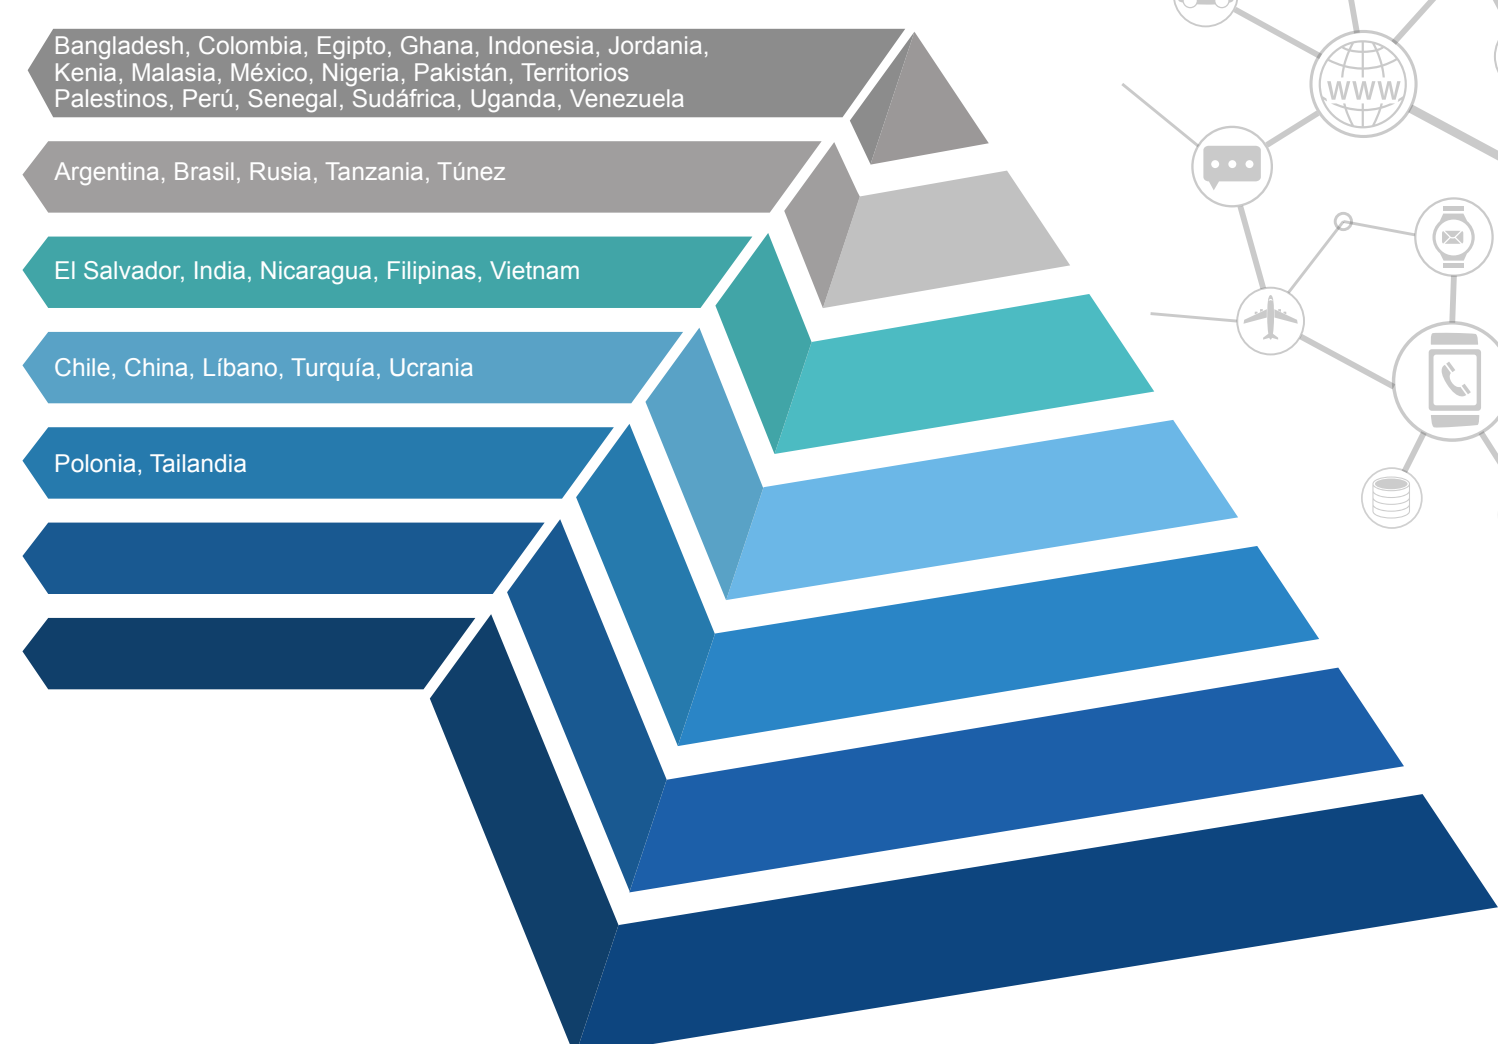 Bangladesh, Colombia, Egipto, Ghana, Indonesia, Jordania,
Kenia, Malasia, México, Nigeria, Pakistán, Territorios
Palestinos, Perú, Senegal, Sudáfrica, Uganda, Venezuela
Argentina, Brasil, Rusia, Tanzania, Túnez
El Salvador, India, Nicaragua, Filipinas, Vietnam
Chile, China, Líbano, Turquía, Ucrania
Polonia, Tailandia
WWW